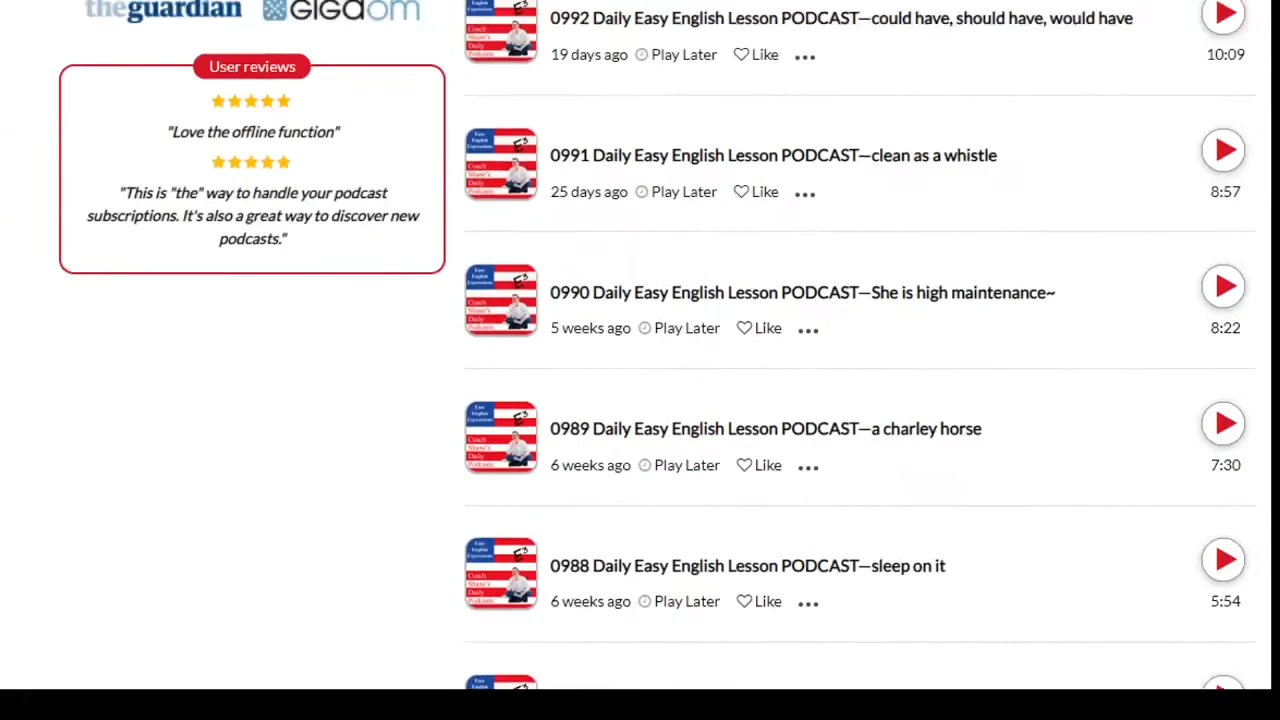 theguardian GIGAOM
User reviews
"Love the offline function"
"This is "the" way to handle your podcast
subscriptions. It's also a great way to discover new
podcasts."
0992 Daily Easy English Lesson PODCAST—could have, should have, would have
19 days ago Play Later Like
10:09
0991 Daily Easy English Lesson PODCAST—clean as a whistle
25 days ago Play Later Like
8:57
0990 Daily Easy English Lesson PODCAST—She is high maintenance~
5 weeks ago Play Later Like
8:22
0989 Daily Easy English Lesson PODCAST—a charley horse
6 weeks ago Play Later Like
7:30
0988 Daily Easy English Lesson PODCAST—sleep on it
6 weeks ago Play Later Like
5:54